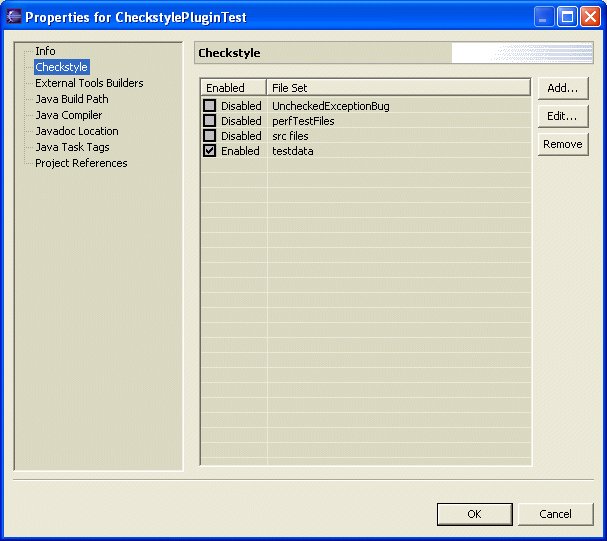 Properties for CheckstylePluginTest
Info
Checkstyle
External Tools Builders
Java Build Path
Java Compiler
Javadoc Location
Java Task Tags
Project References
Checkstyle
Enabled File Set
Disabled UncheckedExceptionBug
Disabled perfTestFiles
Disabled src files
Enabled testdata
Add...
Edit...
Remove
OK Cancel